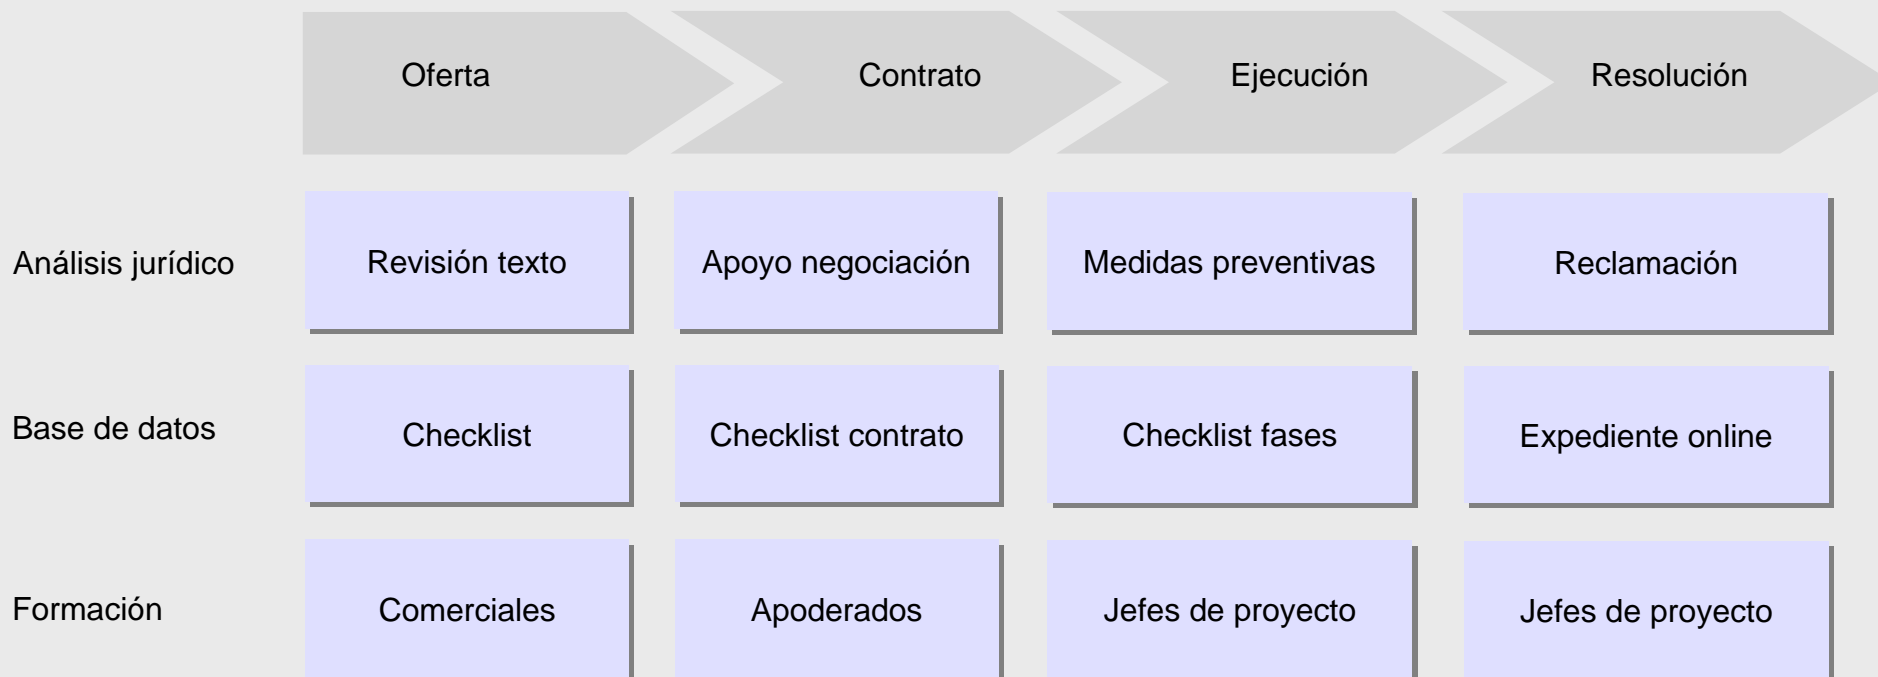 Oferta
Contrato
Ejecución
Resolución
Análisis jurídico
Revisión texto
Apoyo negociación
Medidas preventivas
Reclamación
Base de datos
Checklist
Checklist contrato
Checklist fases
Expediente online
Formación
Comerciales
Apoderados
Jefes de proyecto
Jefes de proyecto